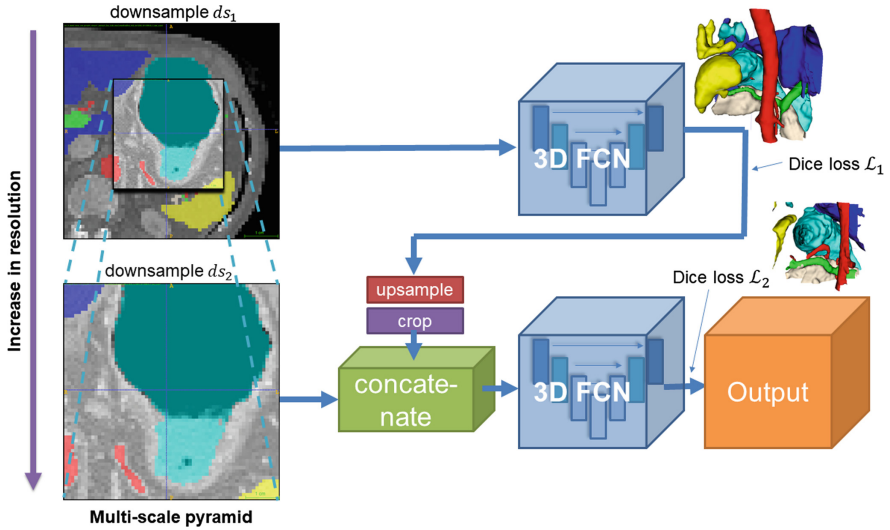 downsample ds₁
3D FCN
Dice loss ℒ₁
Increase in resolution
downsample ds₂
upsample
crop
Dice loss ℒ₂
concate-
nate
3D FCN
Output
Multi-scale pyramid